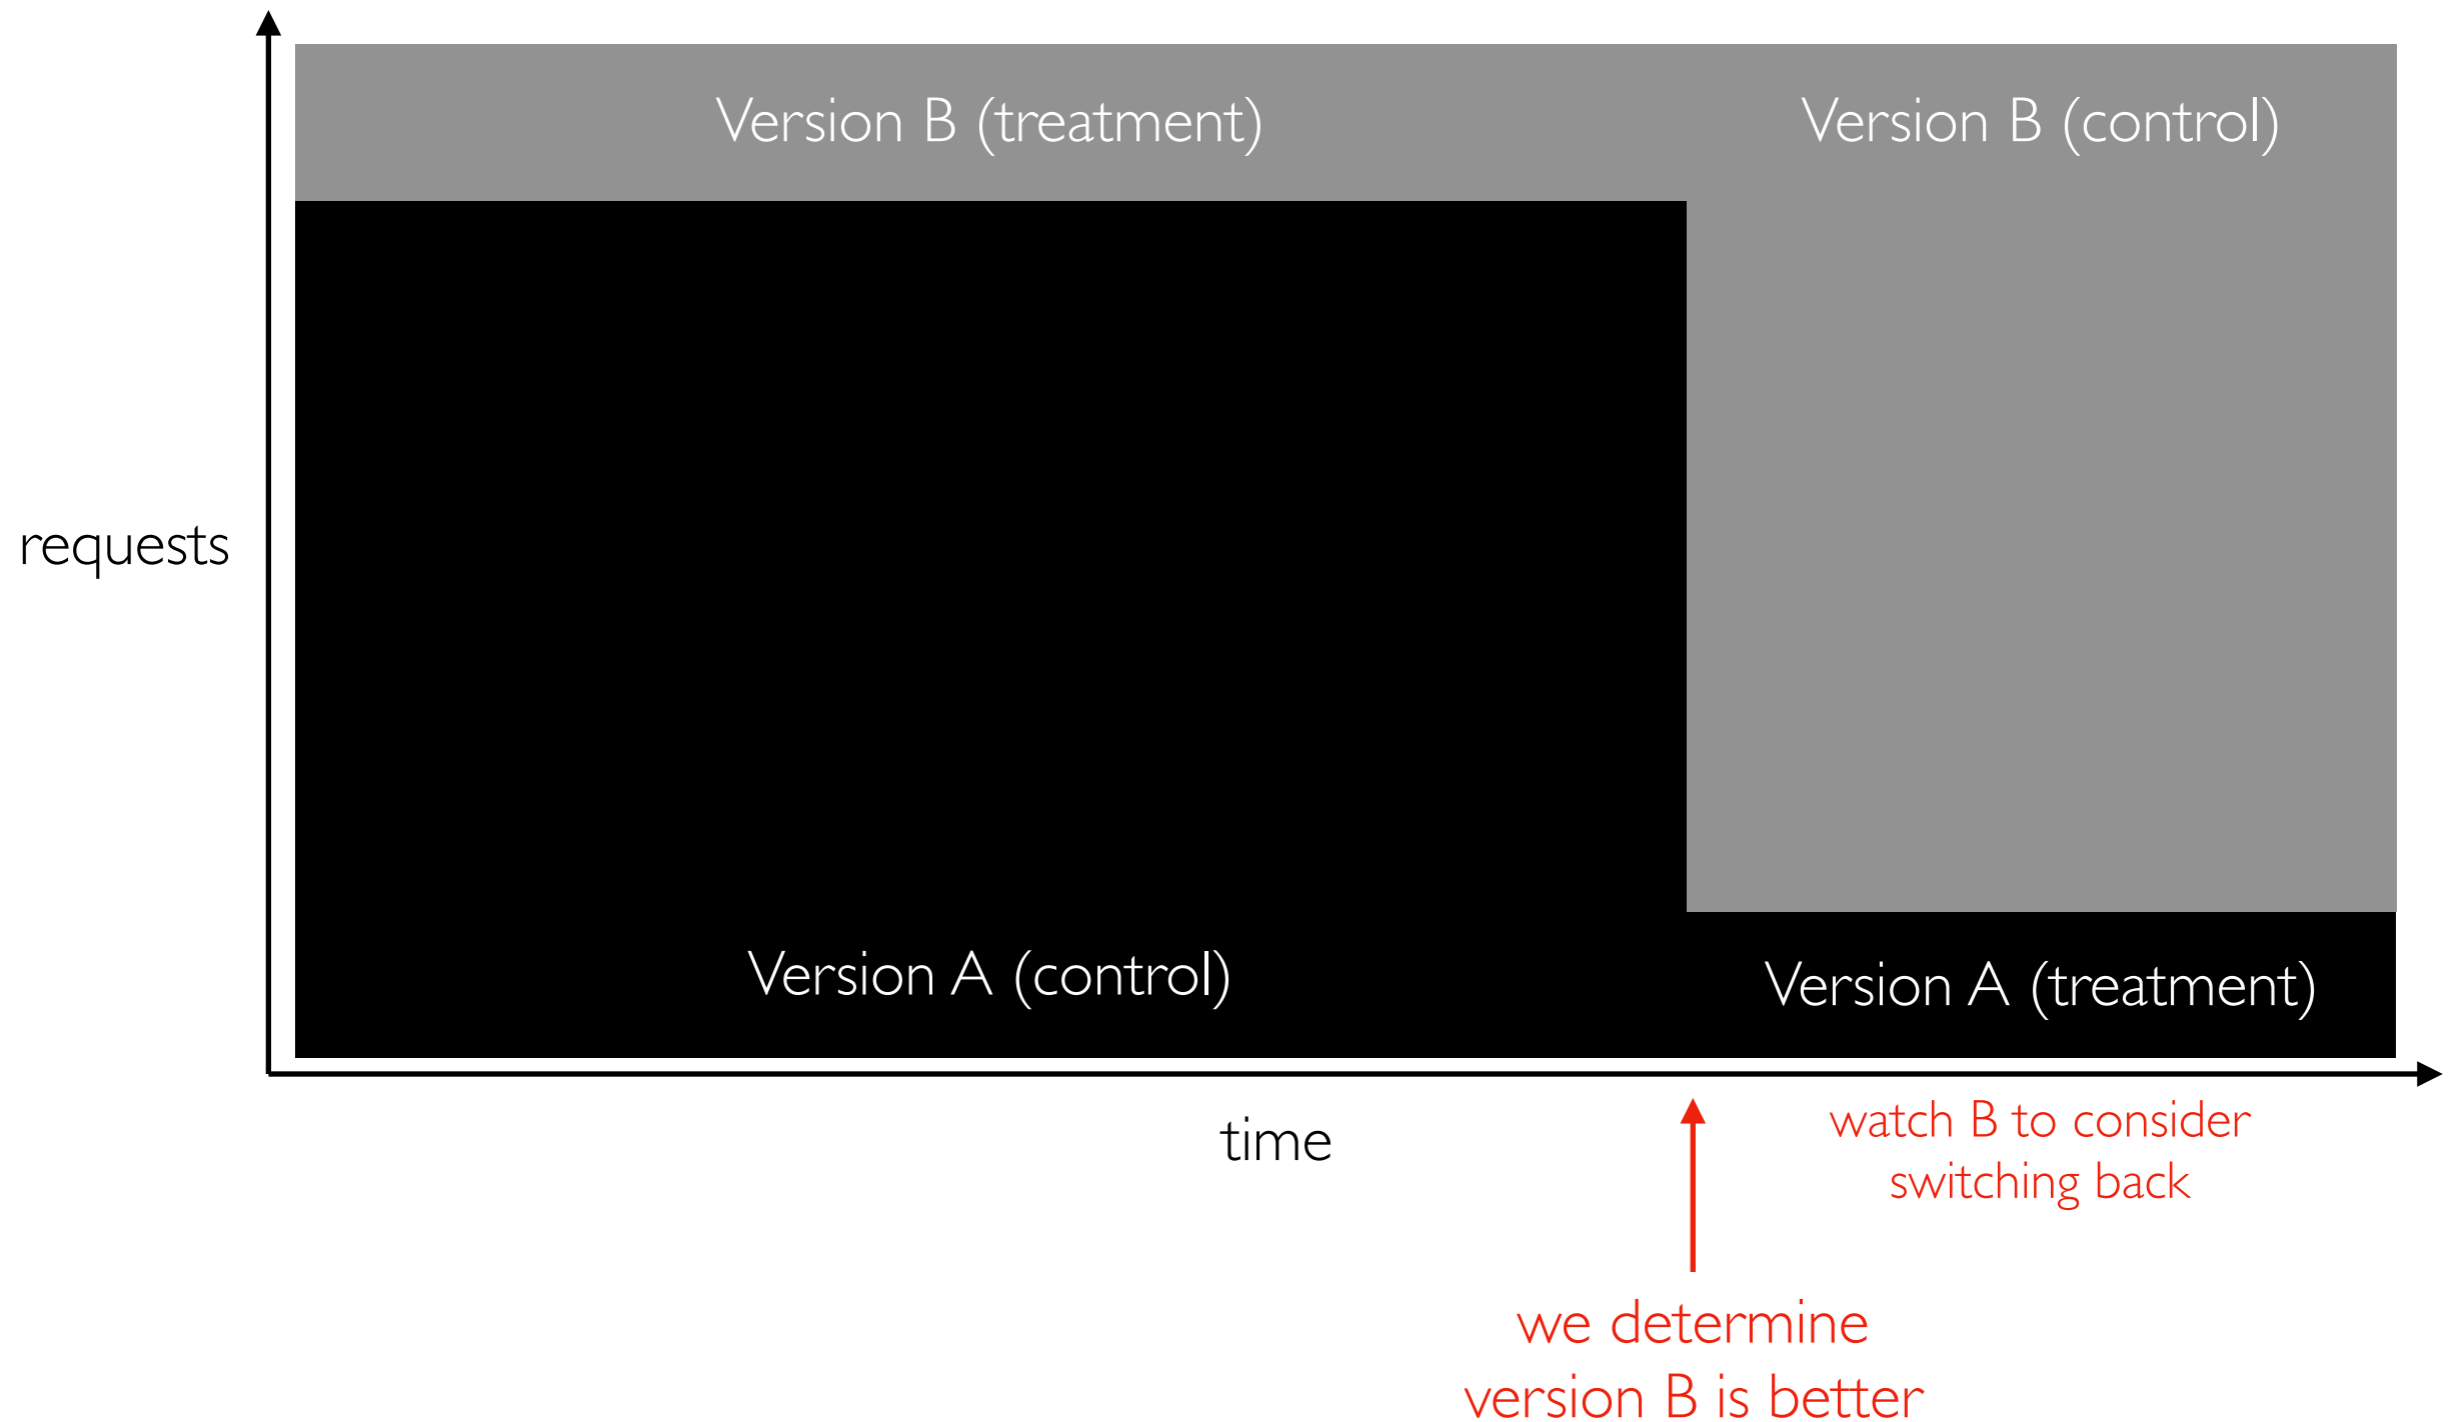 Version B (treatment)
Version B (control)
requests
Version A (control)
Version A (treatment)
time
watch B to consider
switching back
we determine
version B is better